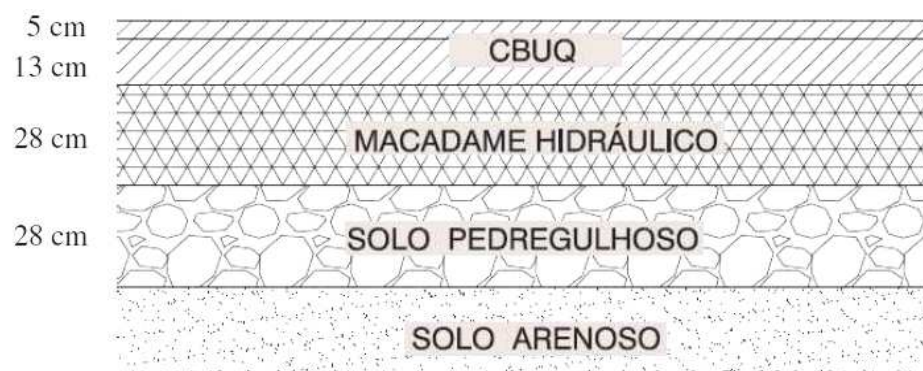 5 cm
CBUQ
13 cm
28 cm
MACADAME HIDRÁULICO
28 cm
SOLO PEDREGULHOSO
SOLO ARENOSO